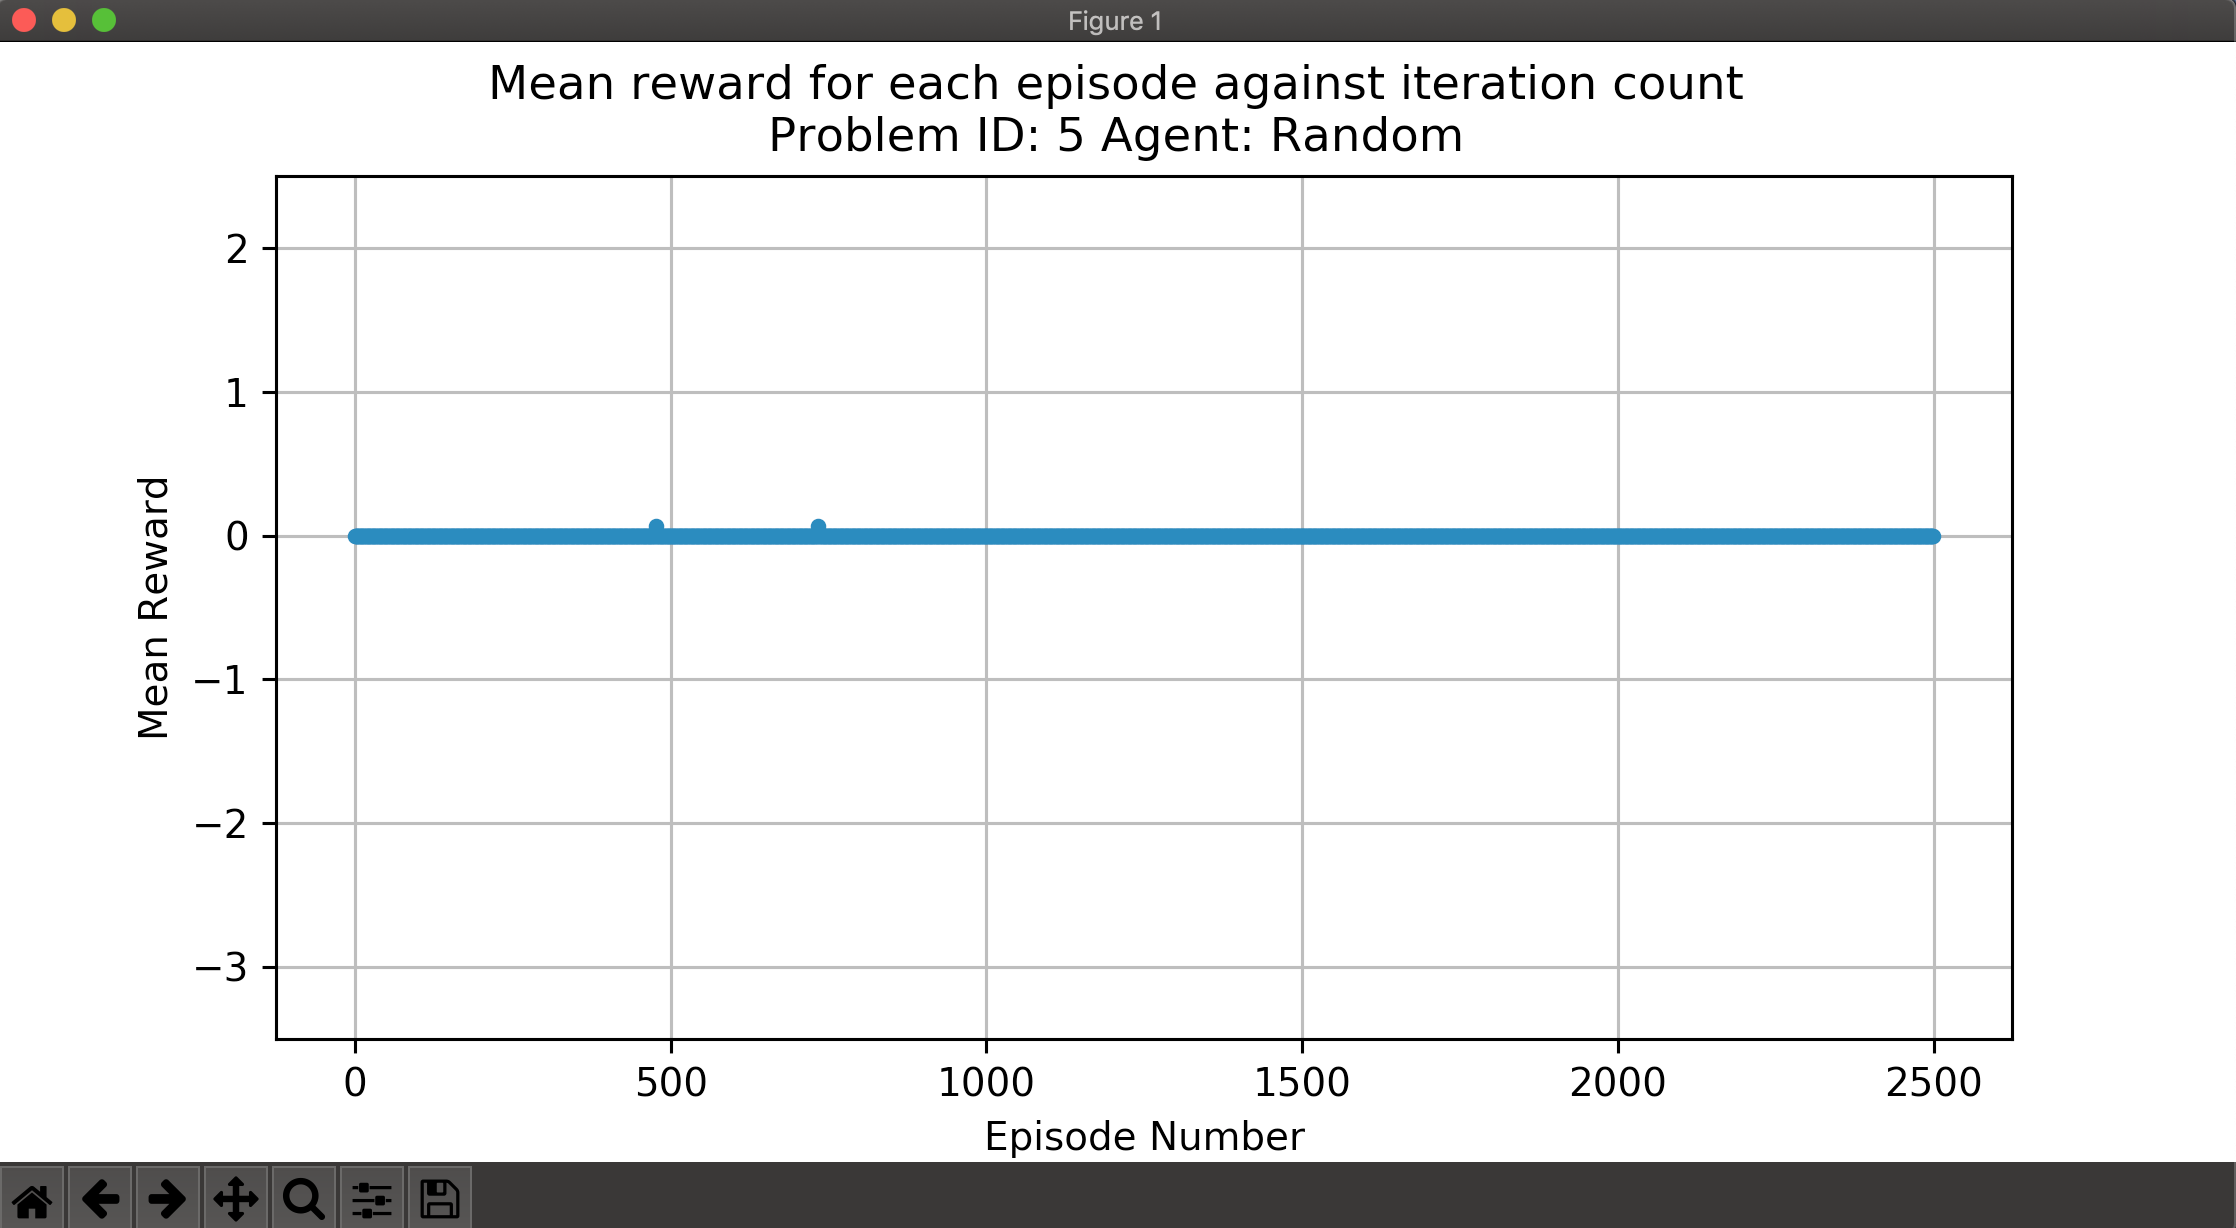 Figure 1
Mean reward for each episode against iteration count
Problem ID: 5 Agent: Random
2
1
0
−1
−2
−3
Mean Reward
0 500 1000 1500 2000 2500
Episode Number